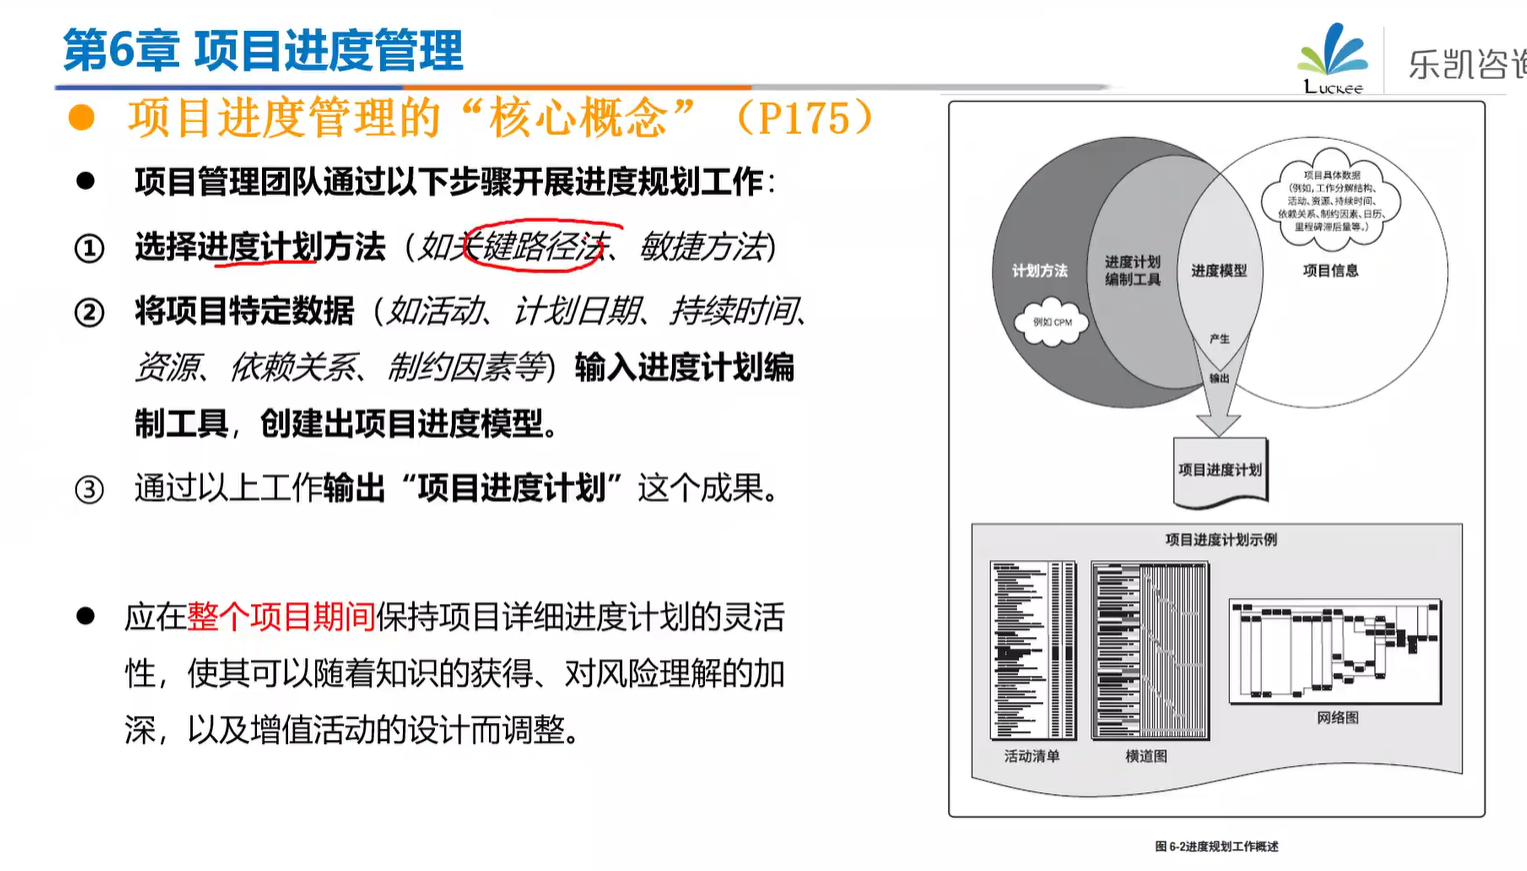 第6章 项目进度管理
LUCKEE
乐凯咨询
● 项目进度管理的“核心概念”（P175）
● 项目管理团队通过以下步骤开展进度规划工作：
① 选择进度计划方法（如关键路径法、敏捷方法）
② 将项目特定数据（如活动、计划日期、持续时间、
资源、依赖关系、制约因素等）输入进度计划编
制工具，创建出项目进度模型。
③ 通过以上工作输出“项目进度计划”这个成果。
● 应在整个项目期间保持项目详细进度计划的灵活
性，使其可以随着知识的获得、对风险理解的加
深，以及增值活动的设计而调整。
项目具体数据
（例如，工作分解结构、
活动、资源、持续时间、
依赖关系、制约因素、日历、
里程碑滞后量等。）
计划方法
例如 CPM
进度计划
编制工具
进度模型
项目信息
产生
输出
项目进度计划
项目进度计划示例
活动清单
横道图
网络图
图 6-2进度规划工作概述